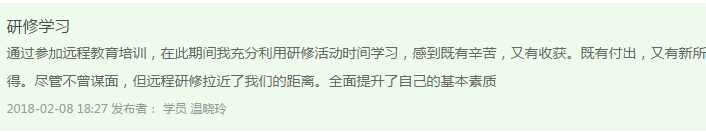 研修学习
通过参加远程教育培训，在此期间我充分利用研修活动时间学习，感到既有辛苦，又有收获。既有付出，又有新所
得。尽管不曾谋面，但远程研修拉近了我们的距离。全面提升了自己的基本素质
2018-02-08 18:27 发布者： 学员 温晓玲